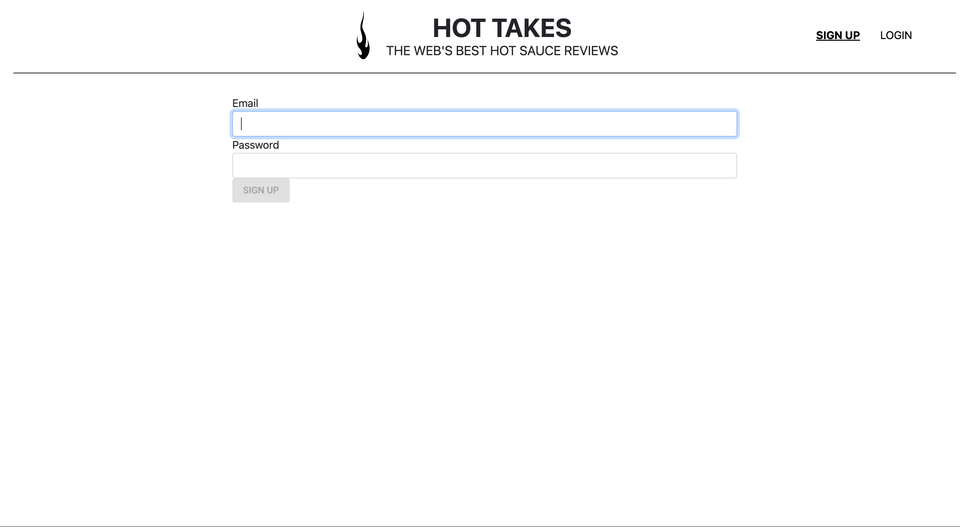 HOT TAKES
THE WEB'S BEST HOT SAUCE REVIEWS
SIGN UP LOGIN
Email
Password
SIGN UP